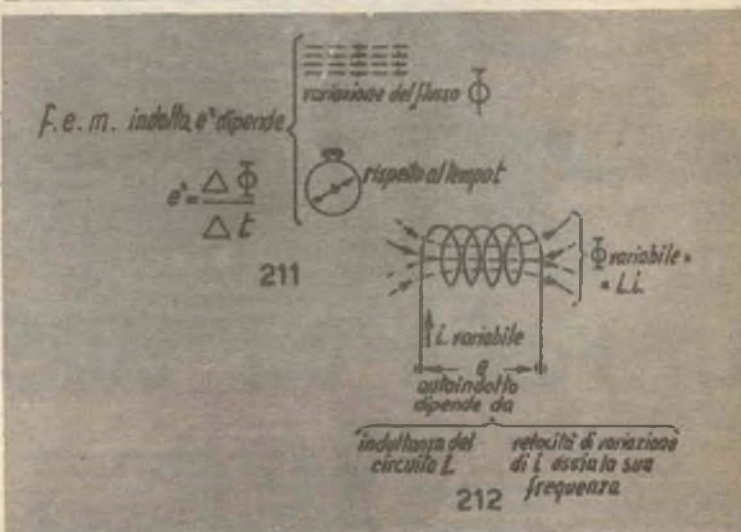 variazione del flusso Φ
f.e.m. indotta e" dipende
rispetto al tempo t
e" = ΔΦ
Δt
211
Φ variabile =
= L i
i variabile
e
autoindotto
dipende da
induttanza del
circuito L
velocità di variazione
di i ossia la sua
frequenza
212